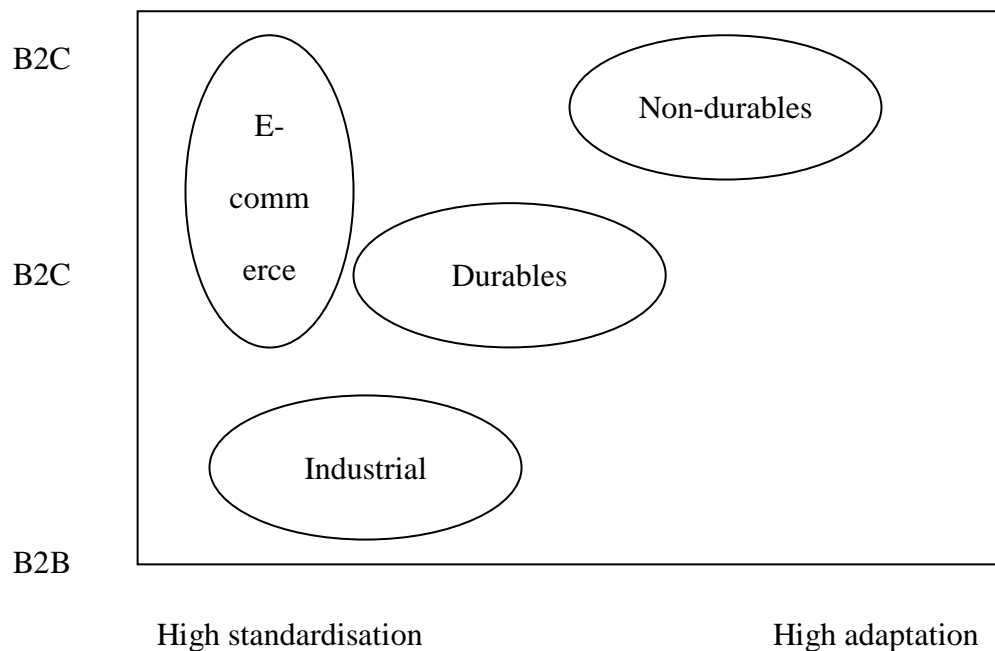 B2C
E-
comm
erce
Non-durables
B2C
Durables
Industrial
B2B
High standardisation
High adaptation